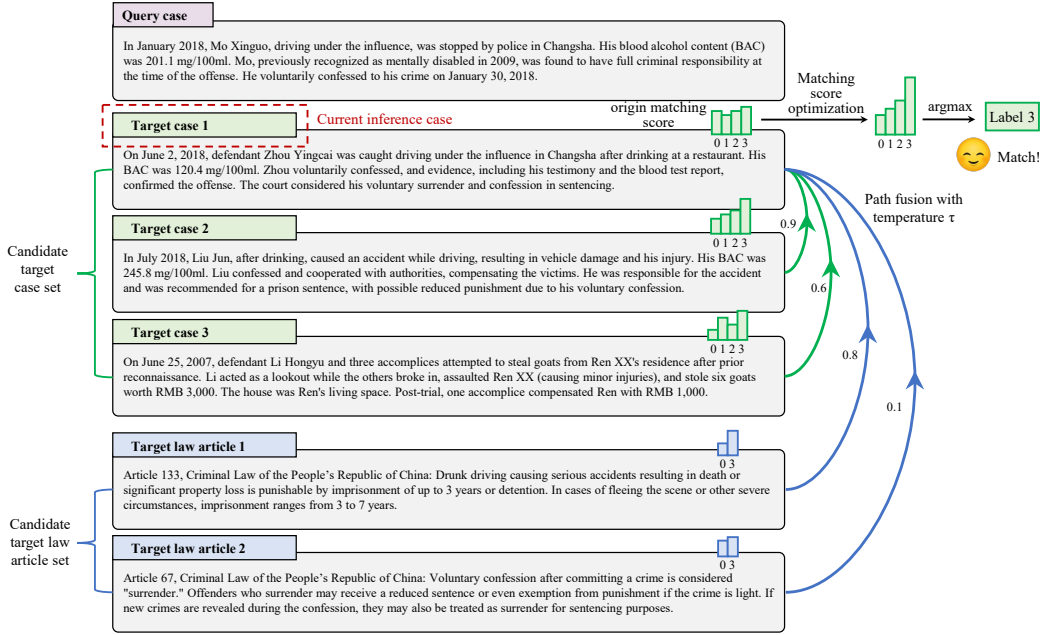 Query case
In January 2018, Mo Xinguo, driving under the influence, was stopped by police in Changsha. His blood alcohol content (BAC)
was 201.1 mg/100ml. Mo, previously recognized as mentally disabled in 2009, was found to have full criminal responsibility at
the time of the offense. He voluntarily confessed to his crime on January 30, 2018.
Target case 1
Current inference case
origin matching
score
0 1 2 3
Matching
score
optimization
0 1 2 3
argmax
Label 3
Match!
On June 2, 2018, defendant Zhou Yingcai was caught driving under the influence in Changsha after drinking at a restaurant. His
BAC was 120.4 mg/100ml. Zhou voluntarily confessed, and evidence, including his testimony and the blood test report,
confirmed the offense. The court considered his voluntary surrender and confession in sentencing.
Path fusion with
temperature τ
Candidate
target
case set
Target case 2
0 1 2 3
0.9
In July 2018, Liu Jun, after drinking, caused an accident while driving, resulting in vehicle damage and his injury. His BAC was
245.8 mg/100ml. Liu confessed and cooperated with authorities, compensating the victims. He was responsible for the accident
and was recommended for a prison sentence, with possible reduced punishment due to his voluntary confession.
0.6
Target case 3
0 1 2 3
0.8
On June 25, 2007, defendant Li Hongyu and three accomplices attempted to steal goats from Ren XX's residence after prior
reconnaissance. Li acted as a lookout while the others broke in, assaulted Ren XX (causing minor injuries), and stole six goats
worth RMB 3,000. The house was Ren's living space. Post-trial, one accomplice compensated Ren with RMB 1,000.
0.1
Candidate
target law
article set
Target law article 1
0 3
Article 133, Criminal Law of the People's Republic of China: Drunk driving causing serious accidents resulting in death or
significant property loss is punishable by imprisonment of up to 3 years or detention. In cases of fleeing the scene or other severe
circumstances, imprisonment ranges from 3 to 7 years.
Target law article 2
0 3
Article 67, Criminal Law of the People's Republic of China: Voluntary confession after committing a crime is considered
"surrender." Offenders who surrender may receive a reduced sentence or even exemption from punishment if the crime is light. If
new crimes are revealed during the confession, they may also be treated as surrender for sentencing purposes.